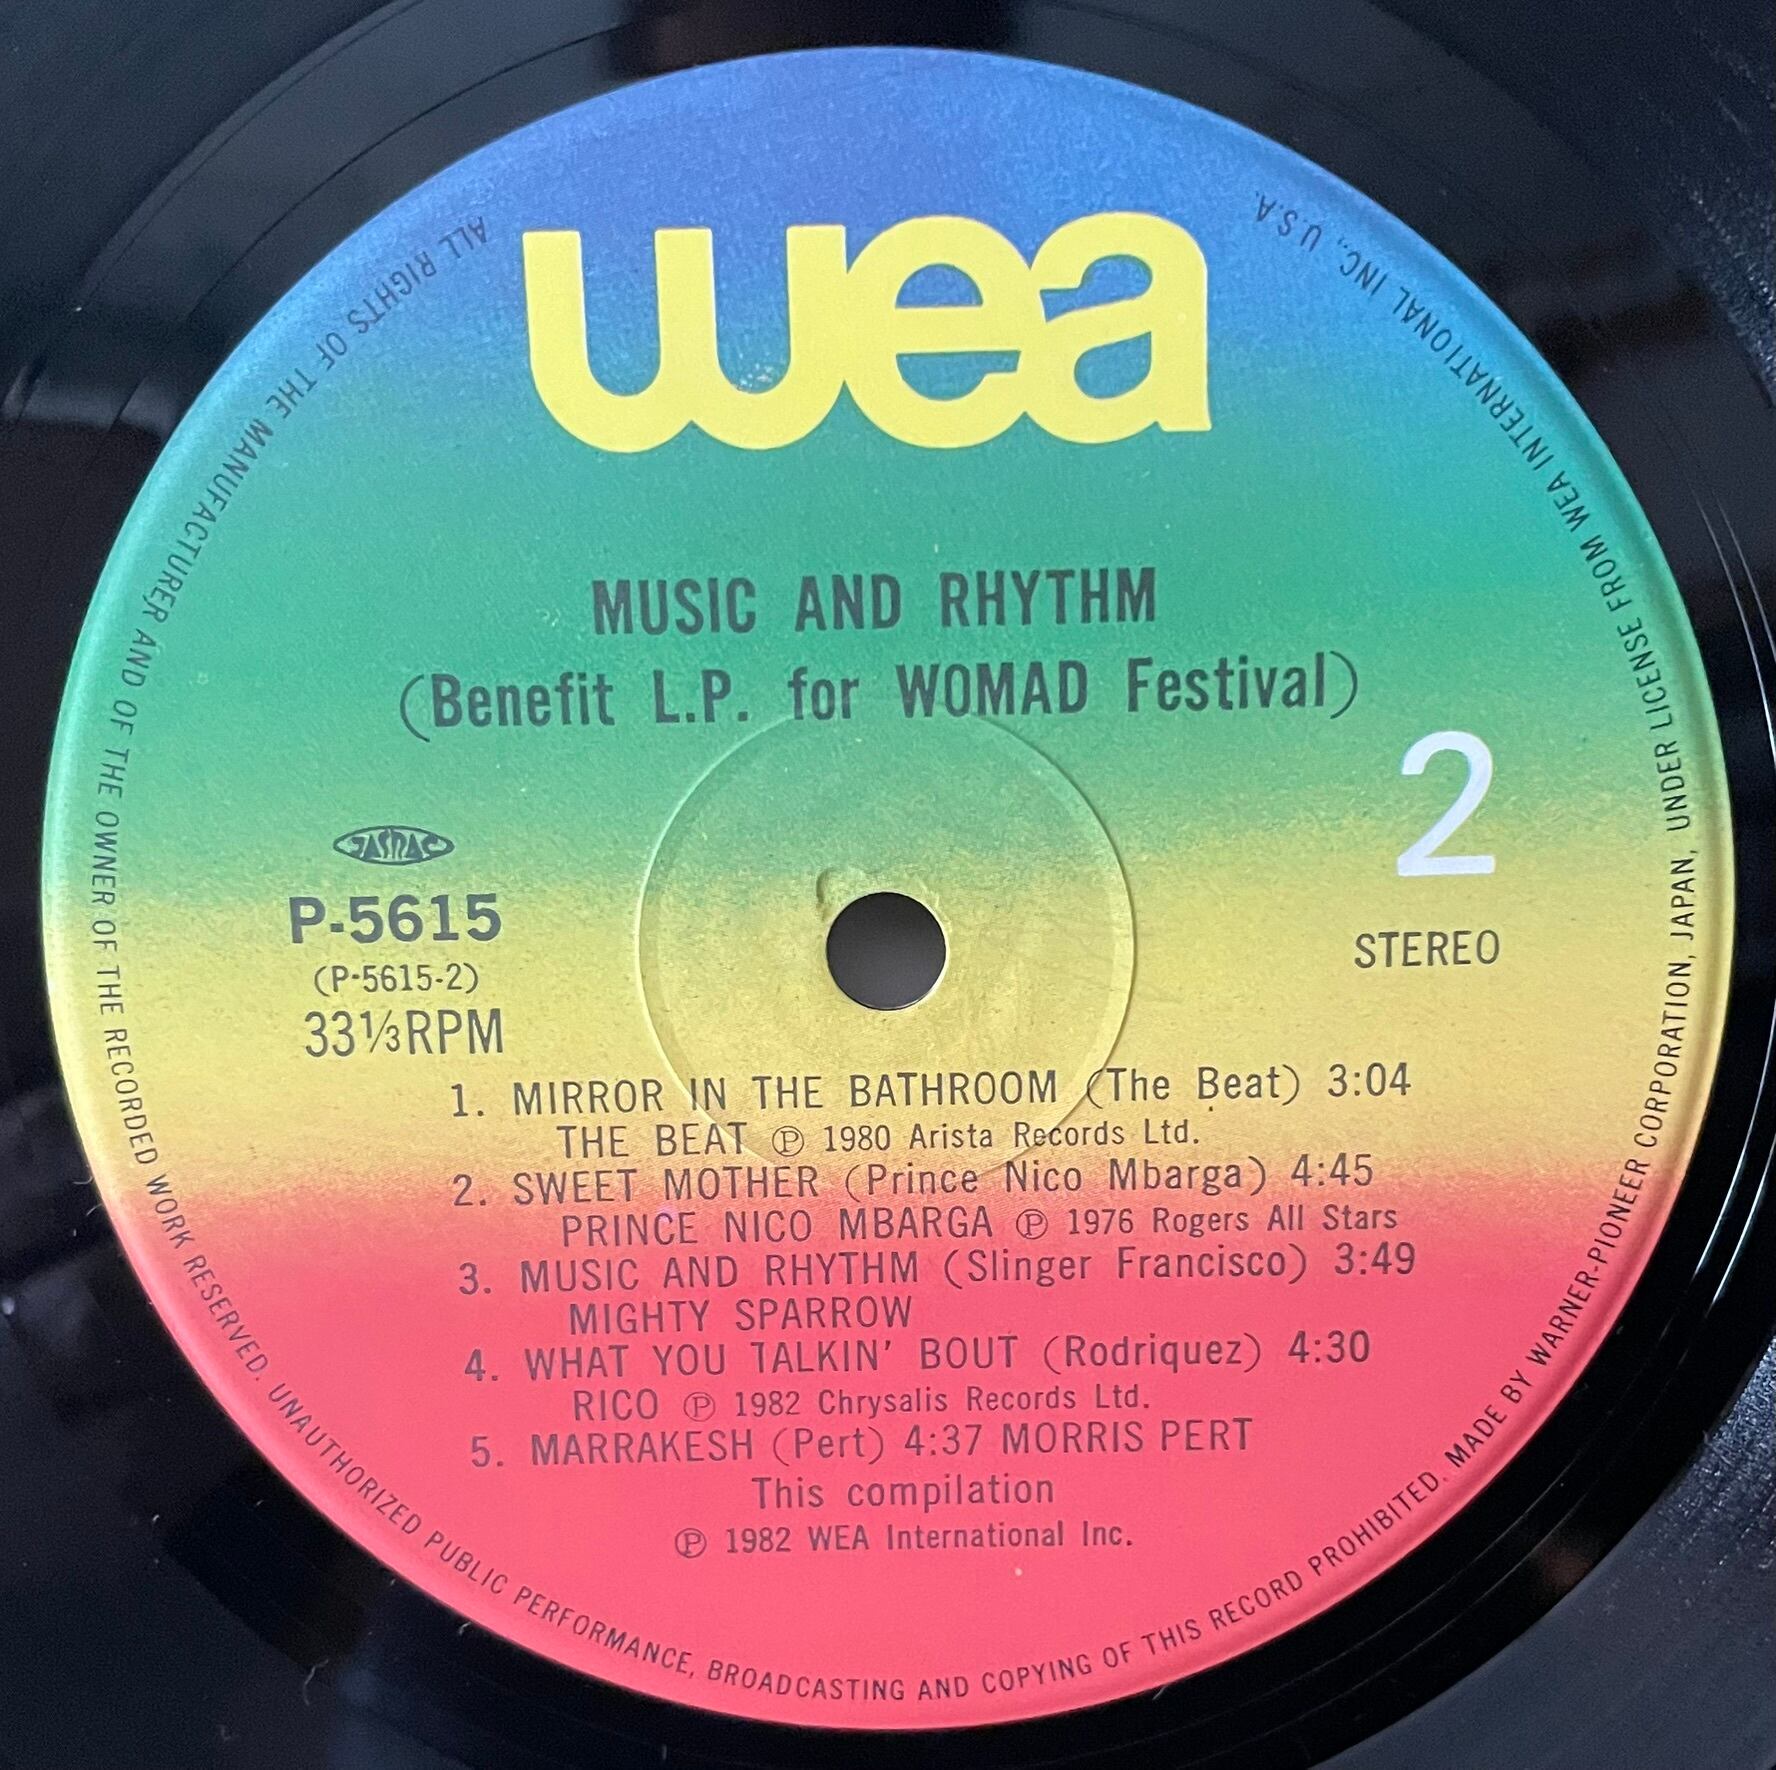 wea
MUSIC AND RHYTHM
(Benefit L.P. for WOMAD Festival)
2
STEREO
JASRAC
P-5615
(P-5615-2)
33⅓RPM
1. MIRROR IN THE BATHROOM (The Beat) 3:04
THE BEAT Ⓟ 1980 Arista Records Ltd.
2. SWEET MOTHER (Prince Nico Mbarga) 4:45
PRINCE NICO MBARGA Ⓟ 1976 Rogers All Stars
3. MUSIC AND RHYTHM (Slinger Francisco) 3:49
MIGHTY SPARROW
4. WHAT YOU TALKIN' BOUT (Rodriquez) 4:30
RICO Ⓟ 1982 Chrysalis Records Ltd.
5. MARRAKESH (Pert) 4:37 MORRIS PERT
This compilation
Ⓟ 1982 WEA International Inc.
ALL RIGHTS OF THE MANUFACTURER AND OF THE OWNER OF THE RECORDED WORK RESERVED. UNAUTHORIZED PUBLIC PERFORMANCE, BROADCASTING AND COPYING OF THIS RECORD PROHIBITED. MADE BY WARNER-PIONEER CORPORATION, JAPAN, UNDER LICENSE FROM WEA INTERNATIONAL INC., U.S.A.